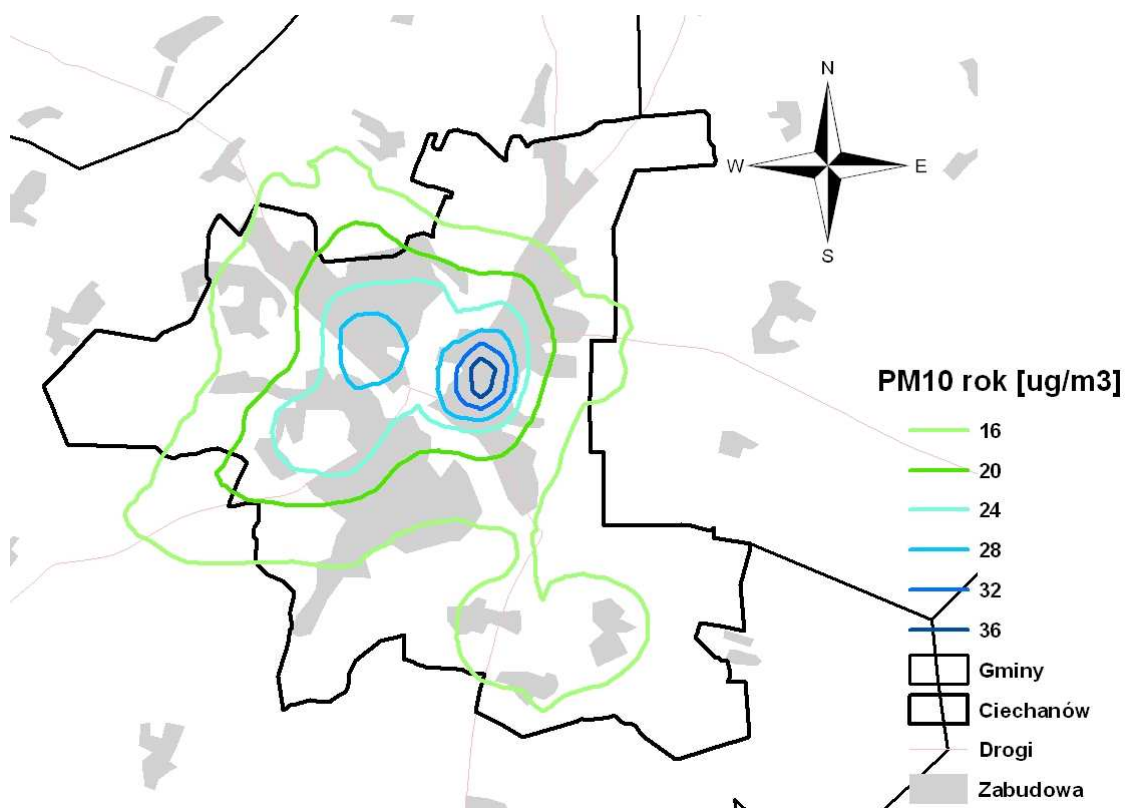 N
W
E
S
PM10 rok [ug/m3]
16
20
24
28
32
36
Gminy
Ciechanów
Drogi
Zabudowa